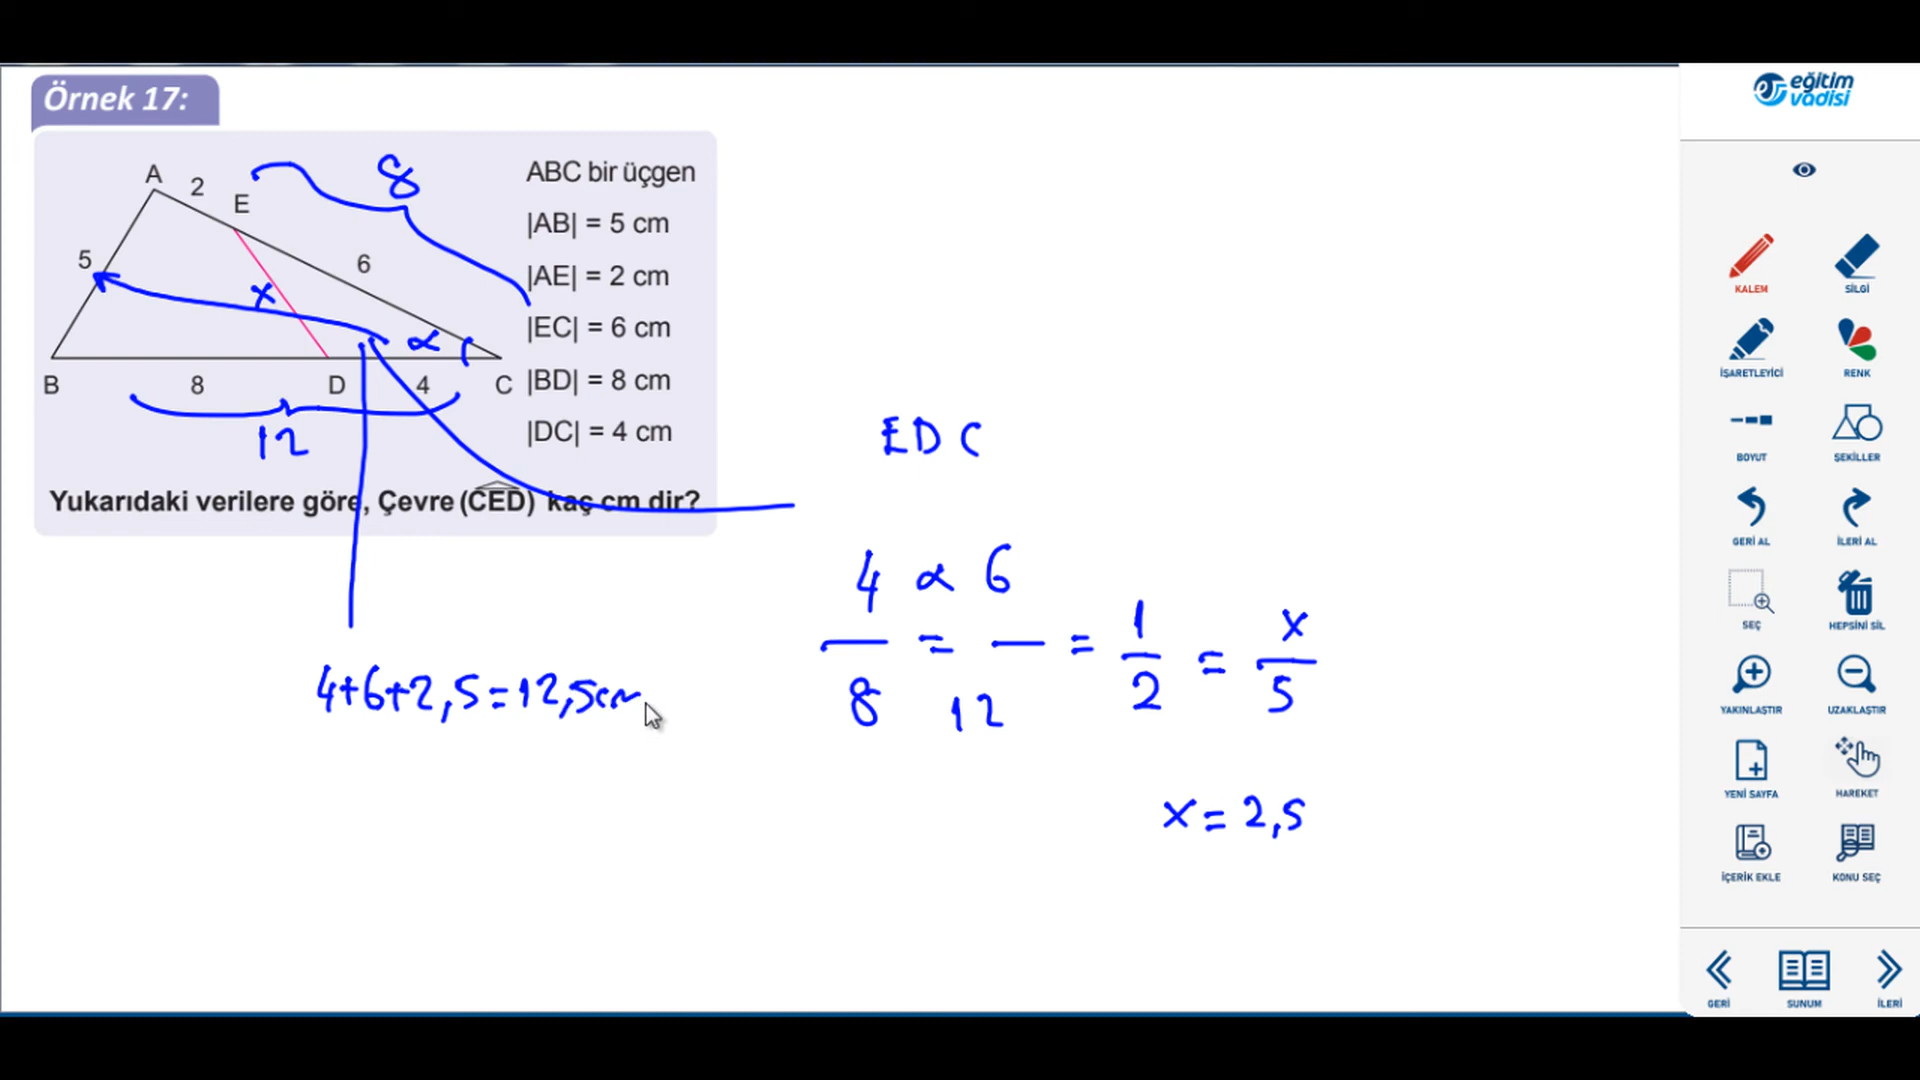 Örnek 17:
A
2
E
8
5
6
x
α
B
8
D
4
C
12
ABC bir üçgen
|AB| = 5 cm
|AE| = 2 cm
|EC| = 6 cm
|BD| = 8 cm
|DC| = 4 cm
Yukarıdaki verilere göre, Çevre (CED) kaç cm dir?
EDC
4 α 6
— = — = 1/2 = x/5
8 12
4+6+2,5=12,5cm
x = 2,5
eğitim
vadisi
KALEM
SİLGİ
İŞARETLEYİCİ
RENK
BOYUT
ŞEKİLLER
GERİ AL
İLERİ AL
SEÇ
HEPSİNİ SİL
YAKINLAŞTIR
UZAKLAŞTIR
YENİ SAYFA
HAREKET
İÇERİK EKLE
KONU SEÇ
GERİ
SUNUM
İLERİ